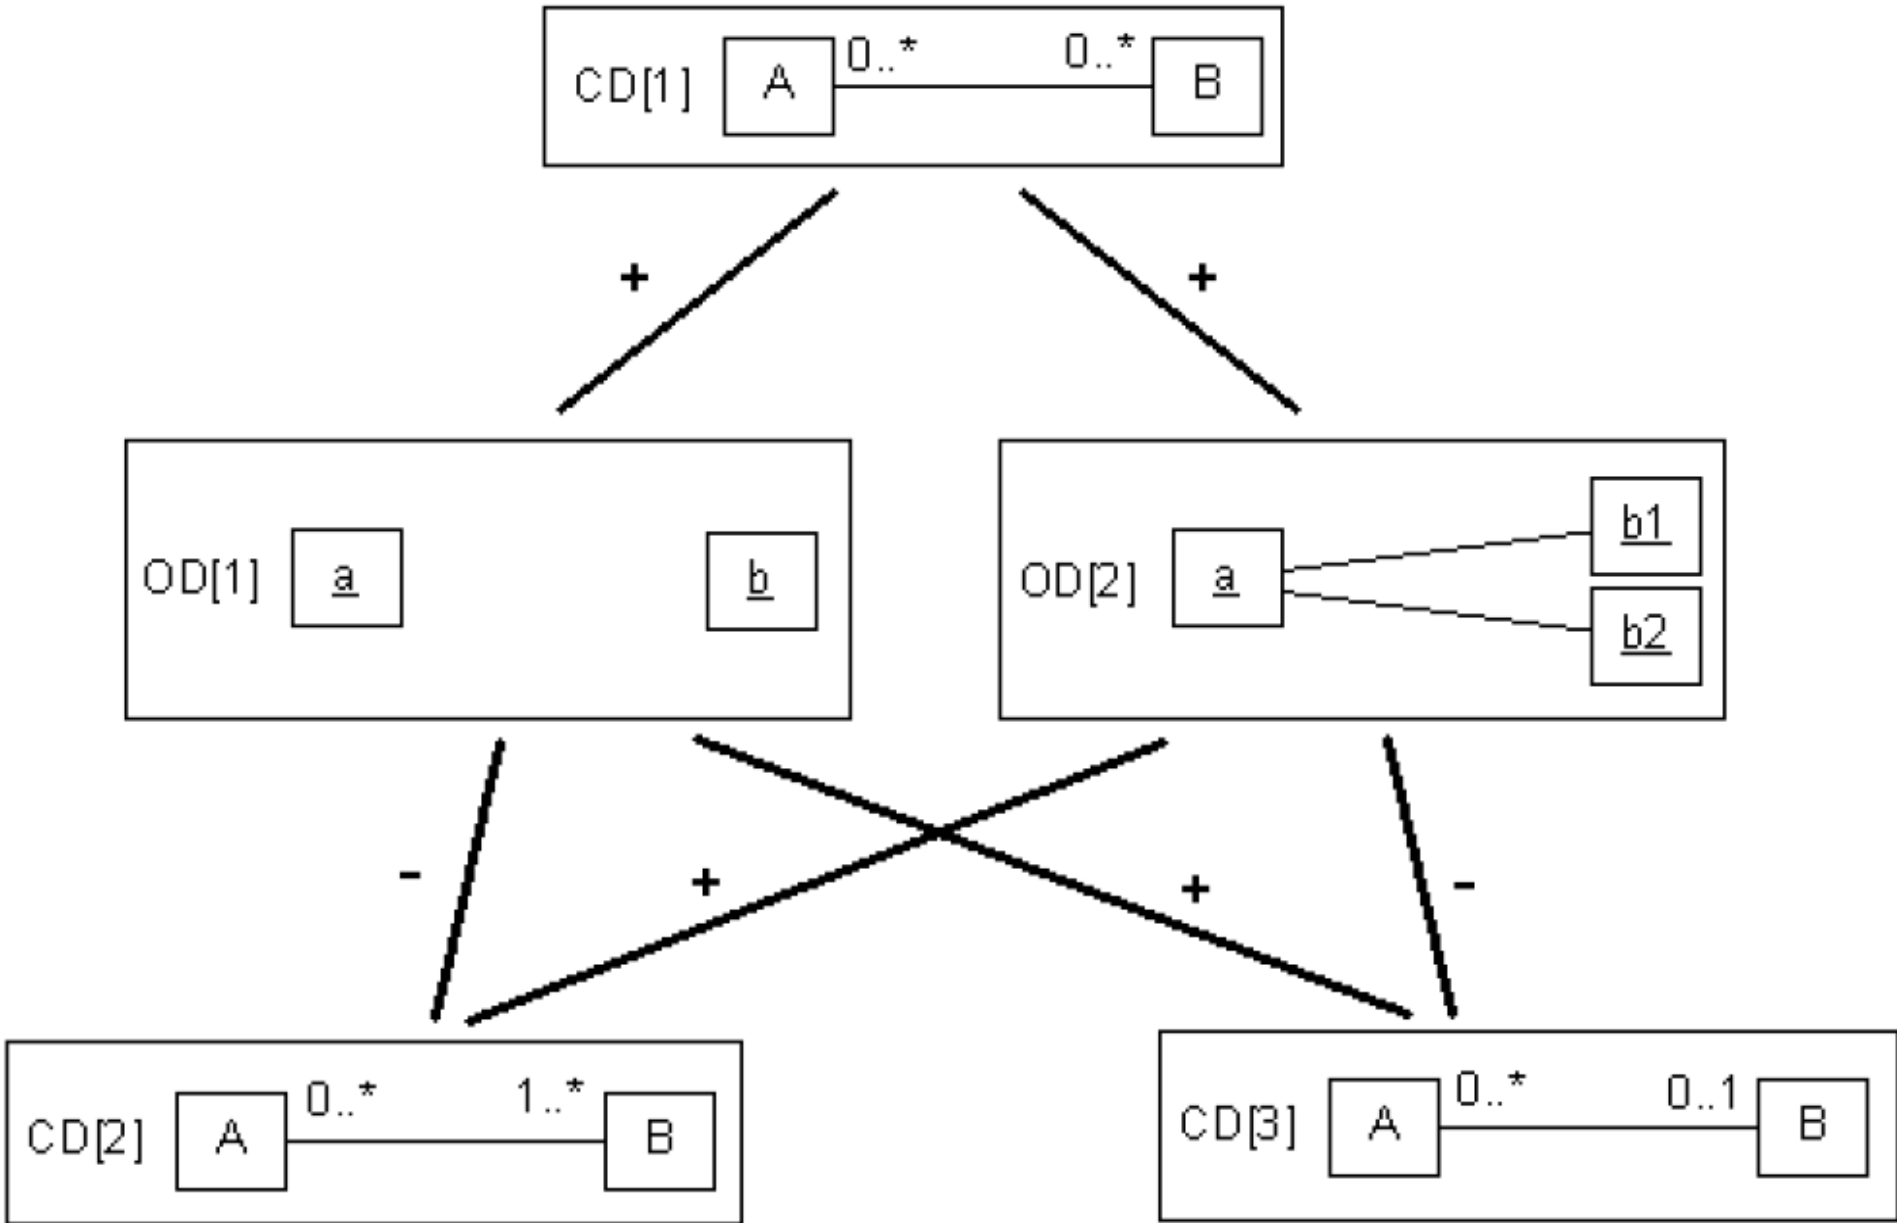 CD[1] A 0..* 0..* B
+ +
OD[1] a b
OD[2] a b1
b2
- + + -
CD[2] A 0..* 1..* B
CD[3] A 0..* 0..1 B